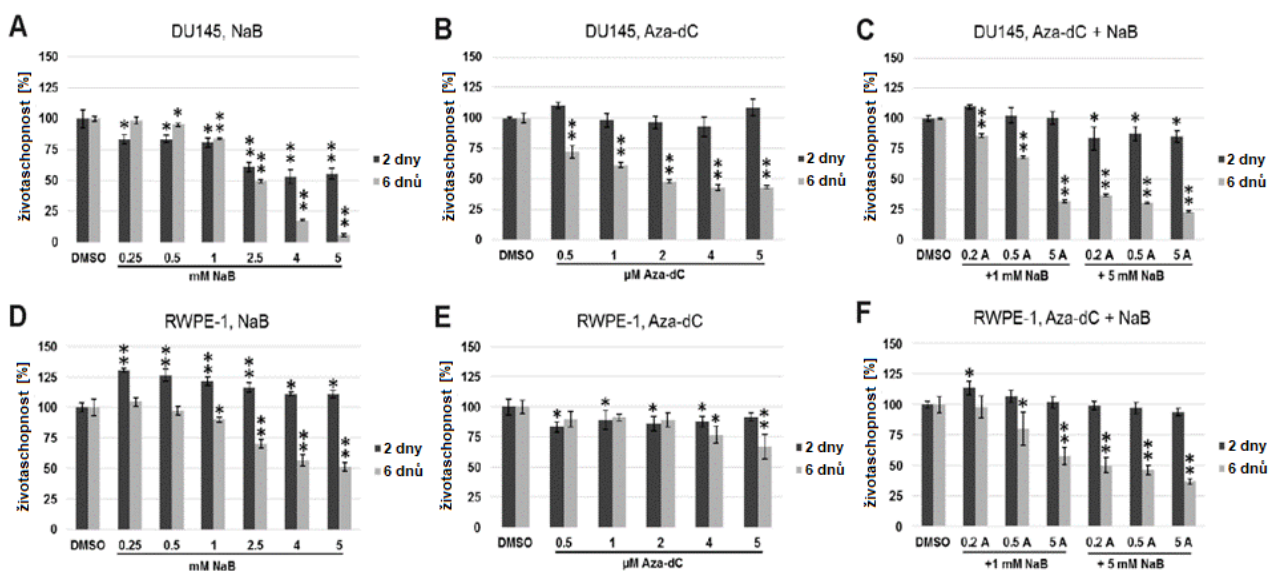 A
DU145, NaB
životaschopnost [%]
150
125
100
75
50
25
0
* * ** ** ** ** ** ** **
DMSO 0.25 0.5 1 2.5 4 5
mM NaB
2 dny
6 dnů
B
DU145, Aza-dC
životaschopnost [%]
150
125
100
75
50
25
0
** ** ** ** **
DMSO 0.5 1 2 4 5
µM Aza-dC
2 dny
6 dnů
C
DU145, Aza-dC + NaB
životaschopnost [%]
150
125
100
75
50
25
0
** ** ** * ** * ** * **
DMSO 0.2 A 0.5 A 5 A 0.2 A 0.5 A 5 A
+1 mM NaB + 5 mM NaB
2 dny
6 dnů
D
RWPE-1, NaB
životaschopnost [%]
150
125
100
75
50
25
0
** ** ** * ** ** * ** * **
DMSO 0.25 0.5 1 2.5 4 5
mM NaB
2 dny
6 dnů
E
RWPE-1, Aza-dC
životaschopnost [%]
150
125
100
75
50
25
0
* * * * * **
DMSO 0.5 1 2 4 5
µM Aza-dC
2 dny
6 dnů
F
RWPE-1, Aza-dC + NaB
životaschopnost [%]
150
125
100
75
50
25
0
* * ** ** ** **
DMSO 0.2 A 0.5 A 5 A 0.2 A 0.5 A 5 A
+1 mM NaB + 5 mM NaB
2 dny
6 dnů